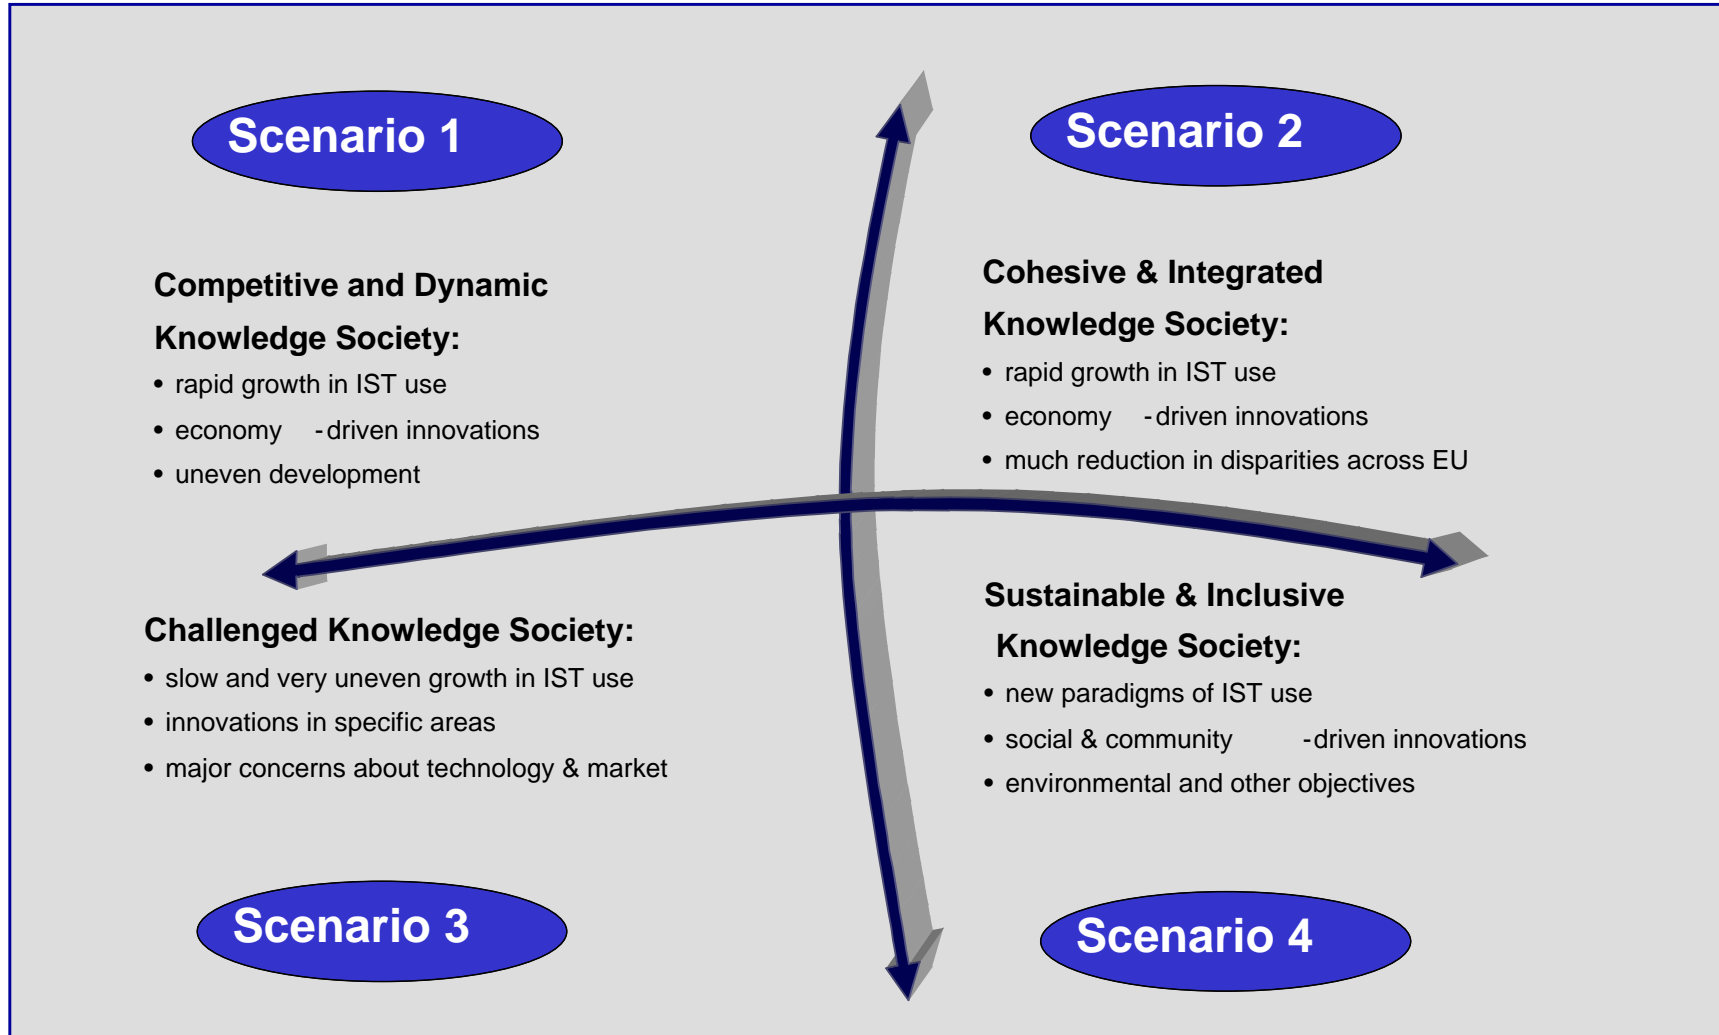 Scenario 1
Competitive and Dynamic
Knowledge Society:
• rapid growth in IST use
• economy -driven innovations
• uneven development
Scenario 2
Cohesive & Integrated
Knowledge Society:
• rapid growth in IST use
• economy -driven innovations
• much reduction in disparities across EU
Challenged Knowledge Society:
• slow and very uneven growth in IST use
• innovations in specific areas
• major concerns about technology & market
Scenario 3
Sustainable & Inclusive
Knowledge Society:
• new paradigms of IST use
• social & community -driven innovations
• environmental and other objectives
Scenario 4